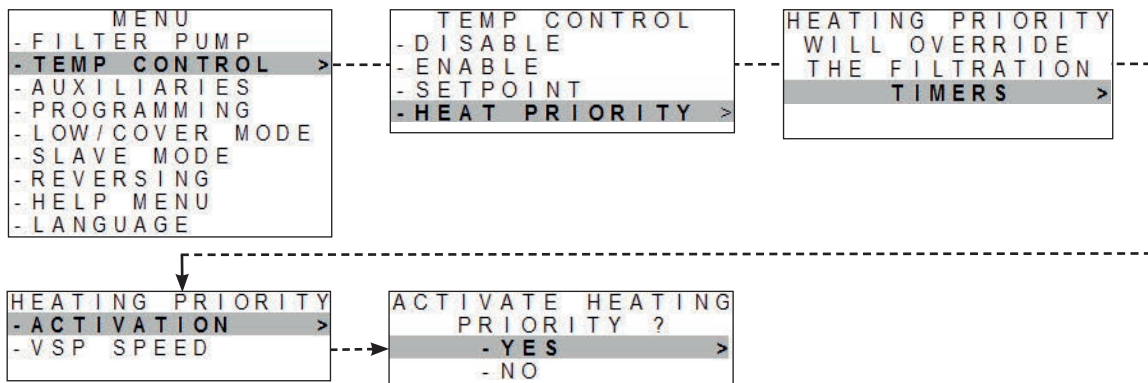 MENU
- FILTER PUMP
- TEMP CONTROL >
- AUXILIARIES
- PROGRAMMING
- LOW/COVER MODE
- SLAVE MODE
- REVERSING
- HELP MENU
- LANGUAGE
TEMP CONTROL
- DISABLE
- ENABLE
- SETPOINT
- HEAT PRIORITY >
HEATING PRIORITY
WILL OVERRIDE
THE FILTRATION
TIMERS >
HEATING PRIORITY
- ACTIVATION >
- VSP SPEED
ACTIVATE HEATING
PRIORITY ?
- YES >
- NO